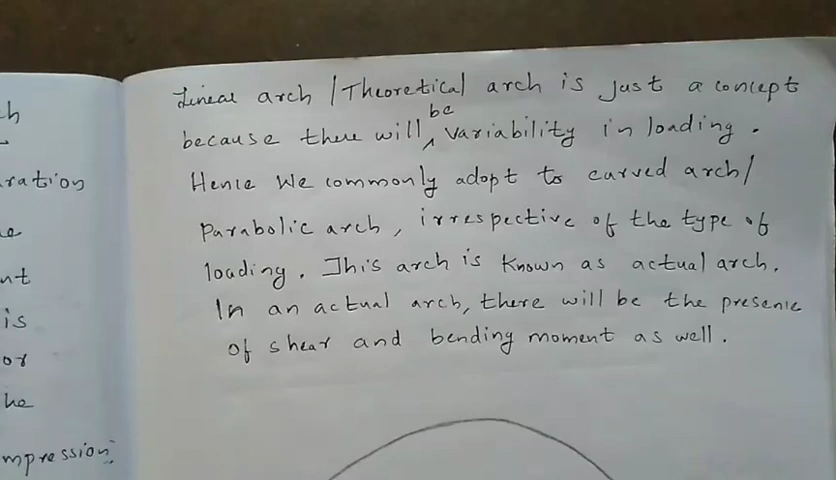 ch
ration
e
nt
is
or
he
mpression.
Linear arch / Theoretical arch is just a concept
because there will be variability in loading.
Hence We commonly adopt to curved arch/
Parabolic arch, irrespective of the type of
loading. This arch is known as actual arch.
In an actual arch, there will be the presence
of shear and bending moment as well.